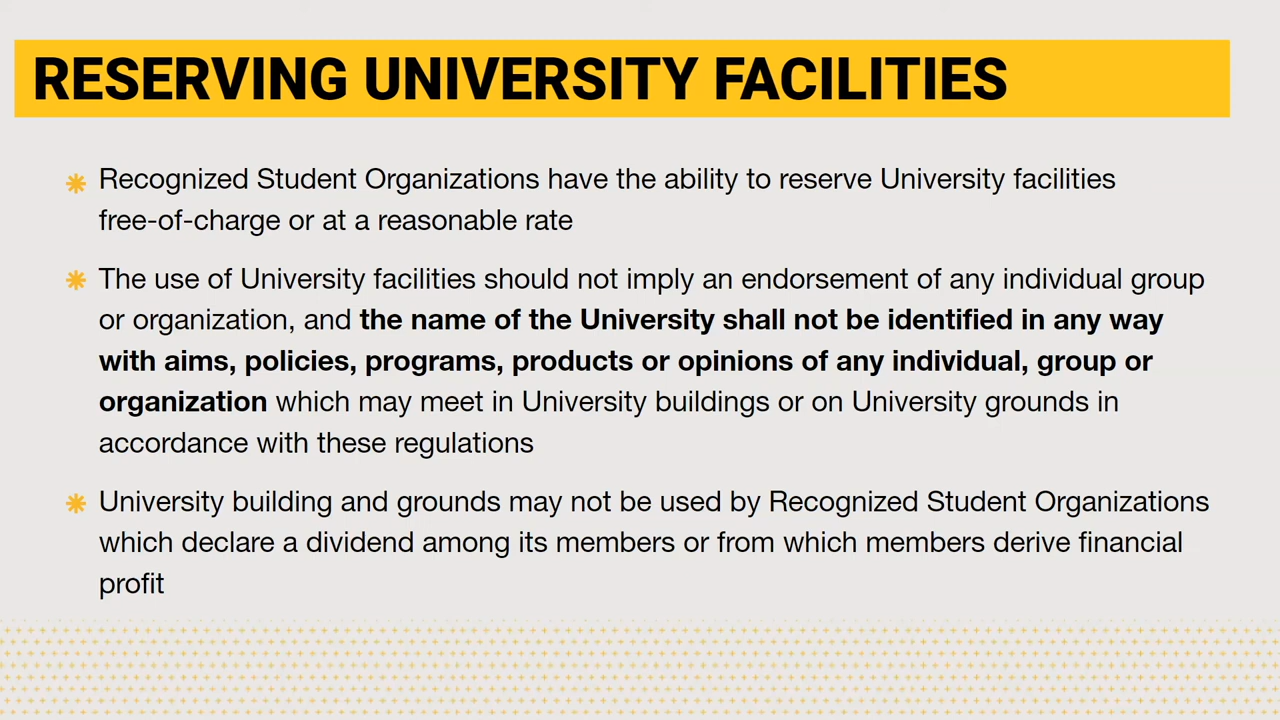 RESERVING UNIVERSITY FACILITIES
Recognized Student Organizations have the ability to reserve University facilities
free-of-charge or at a reasonable rate
The use of University facilities should not imply an endorsement of any individual group
or organization, and the name of the University shall not be identified in any way
with aims, policies, programs, products or opinions of any individual, group or
organization which may meet in University buildings or on University grounds in
accordance with these regulations
University building and grounds may not be used by Recognized Student Organizations
which declare a dividend among its members or from which members derive financial
profit